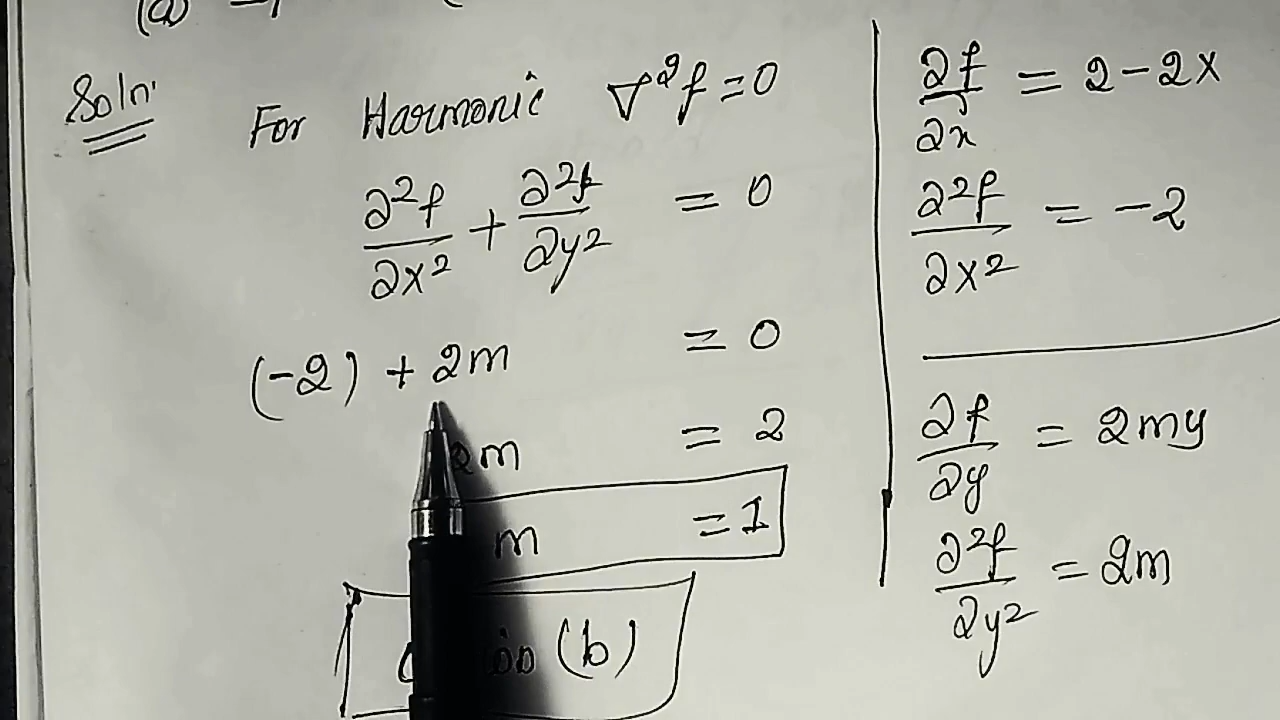 (a)
Soln.
For Harmonic ∇²f = 0
∂²f/∂x² + ∂²f/∂y² = 0
(-2) + 2m = 0
2m = 2
m = 1
(b)
∂f/∂x = 2 - 2x
∂²f/∂x² = -2
∂f/∂y = 2my
∂²f/∂y² = 2m